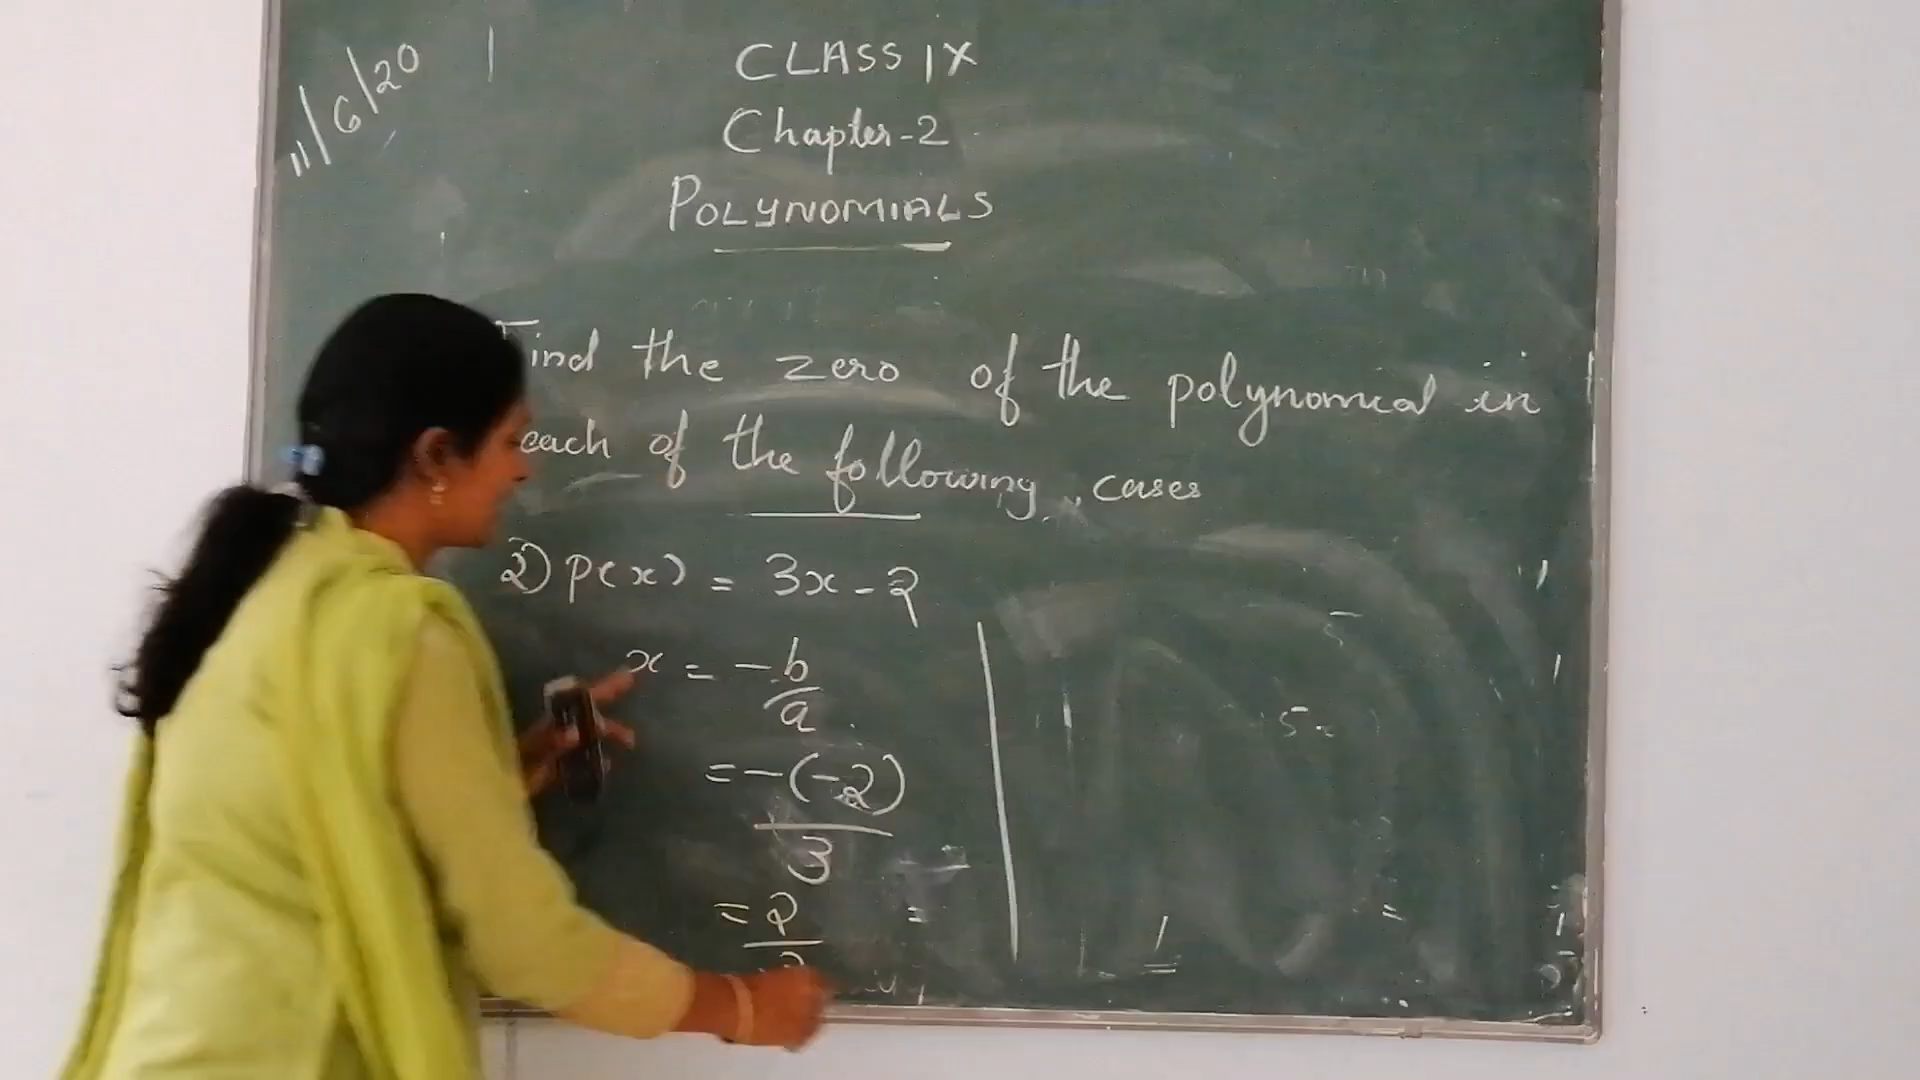 11/6/20
CLASS IX
Chapter-2
POLYNOMIALS
Find the zero of the polynomial in
each of the following cases
2) p(x) = 3x - 2
x = -b
a
= -(-2)
3
= 2